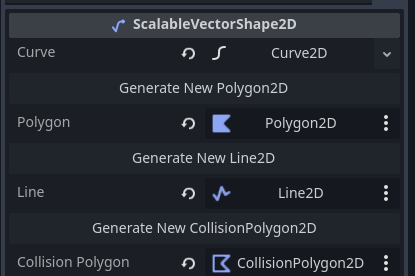 ScalableVectorShape2D
Curve Curve2D
Generate New Polygon2D
Polygon Polygon2D
Generate New Line2D
Line Line2D
Generate New CollisionPolygon2D
Collision Polygon CollisionPolygon2D